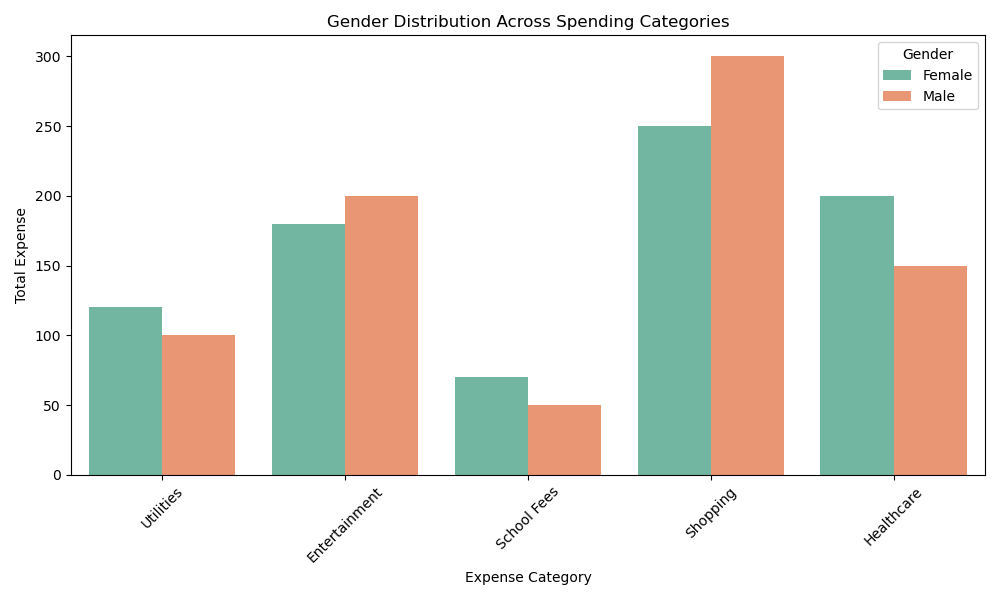 Gender Distribution Across Spending Categories
Total Expense
300
250
200
150
100
50
0
Gender
Female
Male
Utilities
Entertainment
School Fees
Shopping
Healthcare
Expense Category